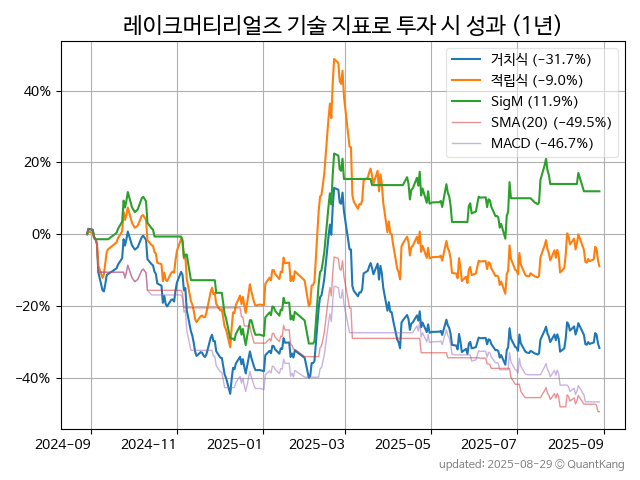 레이크머티리얼즈 기술 지표로 투자 시 성과 (1년)
거치식 (−31.7%)
적립식 (−9.0%)
SigM (11.9%)
SMA(20) (−49.5%)
MACD (−46.7%)
40%
20%
0%
−20%
−40%
2024−09 2024−11 2025−01 2025−03 2025−05 2025−07 2025−09
updated: 2025−08−29 © QuantKang